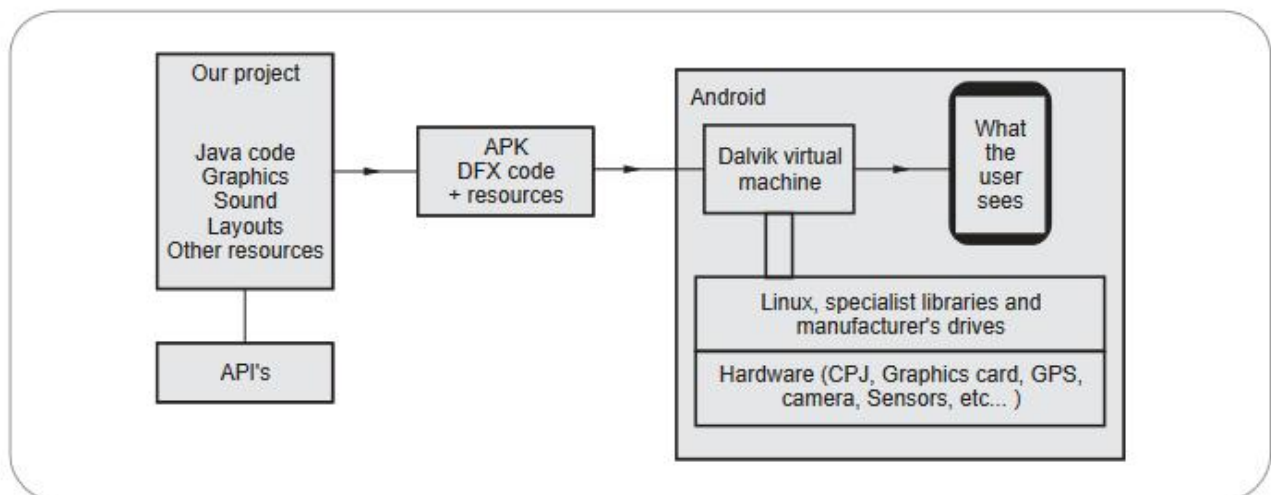 Our project
Java code
Graphics
Sound
Layouts
Other resources
API's
APK
DFX code
+ resources
Android
Dalvik virtual
machine
What
the
user
sees
Linux, specialist libraries and
manufacturer's drives
Hardware (CPJ, Graphics card, GPS,
camera, Sensors, etc... )